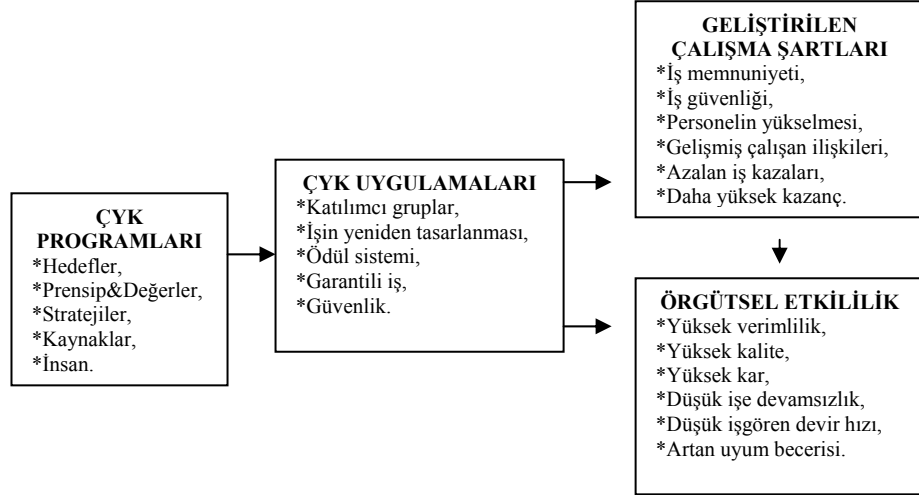 ÇYK
PROGRAMLARI
*Hedefler,
*Prensip&Değerler,
*Stratejiler,
*Kaynaklar,
*İnsan.
ÇYK UYGULAMALARI
*Katılımcı gruplar,
*İşin yeniden tasarlanması,
*Ödül sistemi,
*Garantili iş,
*Güvenlik.
GELİŞTİRİLEN
ÇALIŞMA ŞARTLARI
*İş memnuniyeti,
*İş güvenliği,
*Personelin yükselmesi,
*Gelişmiş çalışan ilişkileri,
*Azalan iş kazaları,
*Daha yüksek kazanç.
ÖRGÜTSEL ETKİLİLİK
*Yüksek verimlilik,
*Yüksek kalite,
*Yüksek kar,
*Düşük işe devamsızlık,
*Düşük işgören devir hızı,
*Artan uyum becerisi.